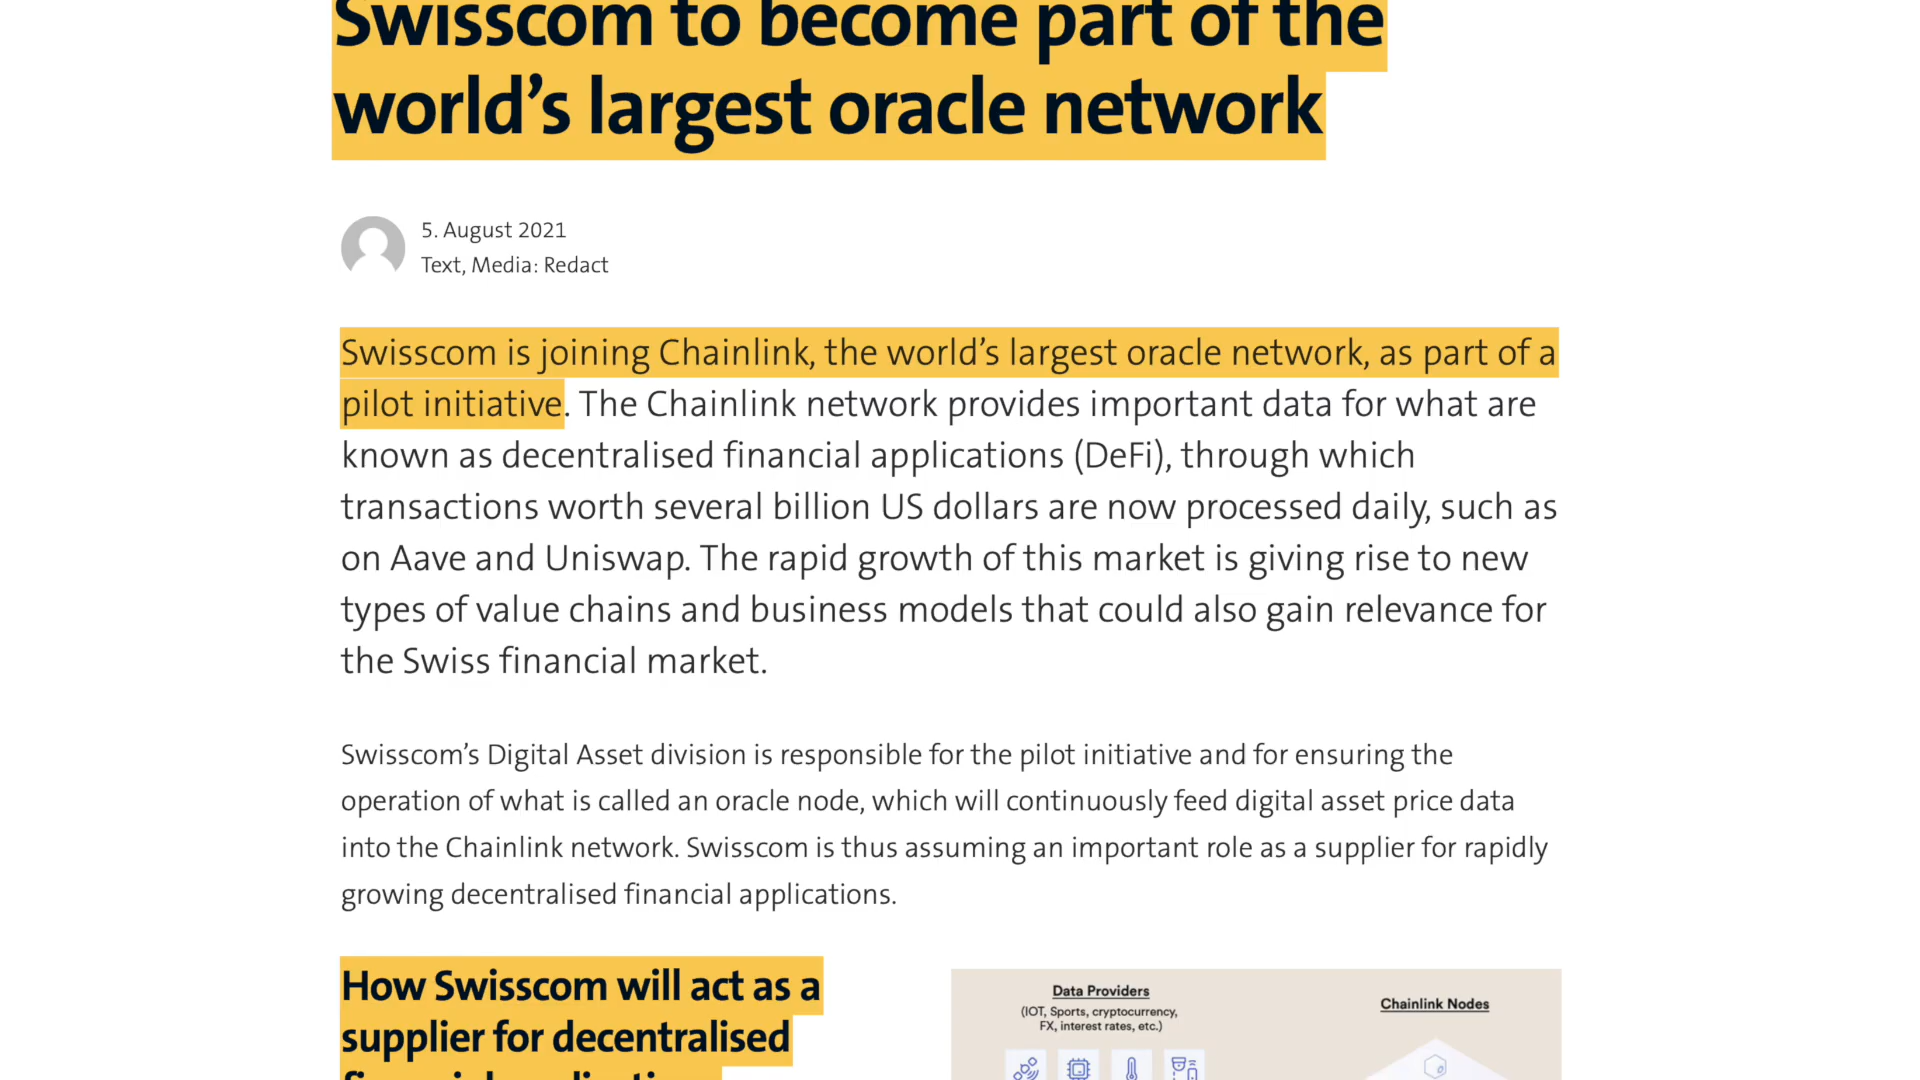 Swisscom to become part of the
world’s largest oracle network
5. August 2021
Text, Media: Redact
Swisscom is joining Chainlink, the world’s largest oracle network, as part of a
pilot initiative. The Chainlink network provides important data for what are
known as decentralised financial applications (DeFi), through which
transactions worth several billion US dollars are now processed daily, such as
on Aave and Uniswap. The rapid growth of this market is giving rise to new
types of value chains and business models that could also gain relevance for
the Swiss financial market.
Swisscom’s Digital Asset division is responsible for the pilot initiative and for ensuring the
operation of what is called an oracle node, which will continuously feed digital asset price data
into the Chainlink network. Swisscom is thus assuming an important role as a supplier for rapidly
growing decentralised financial applications.
How Swisscom will act as a
supplier for decentralised
Data Providers
(IOT, Sports, cryptocurrency,
FX, interest rates, etc.)
Chainlink Nodes